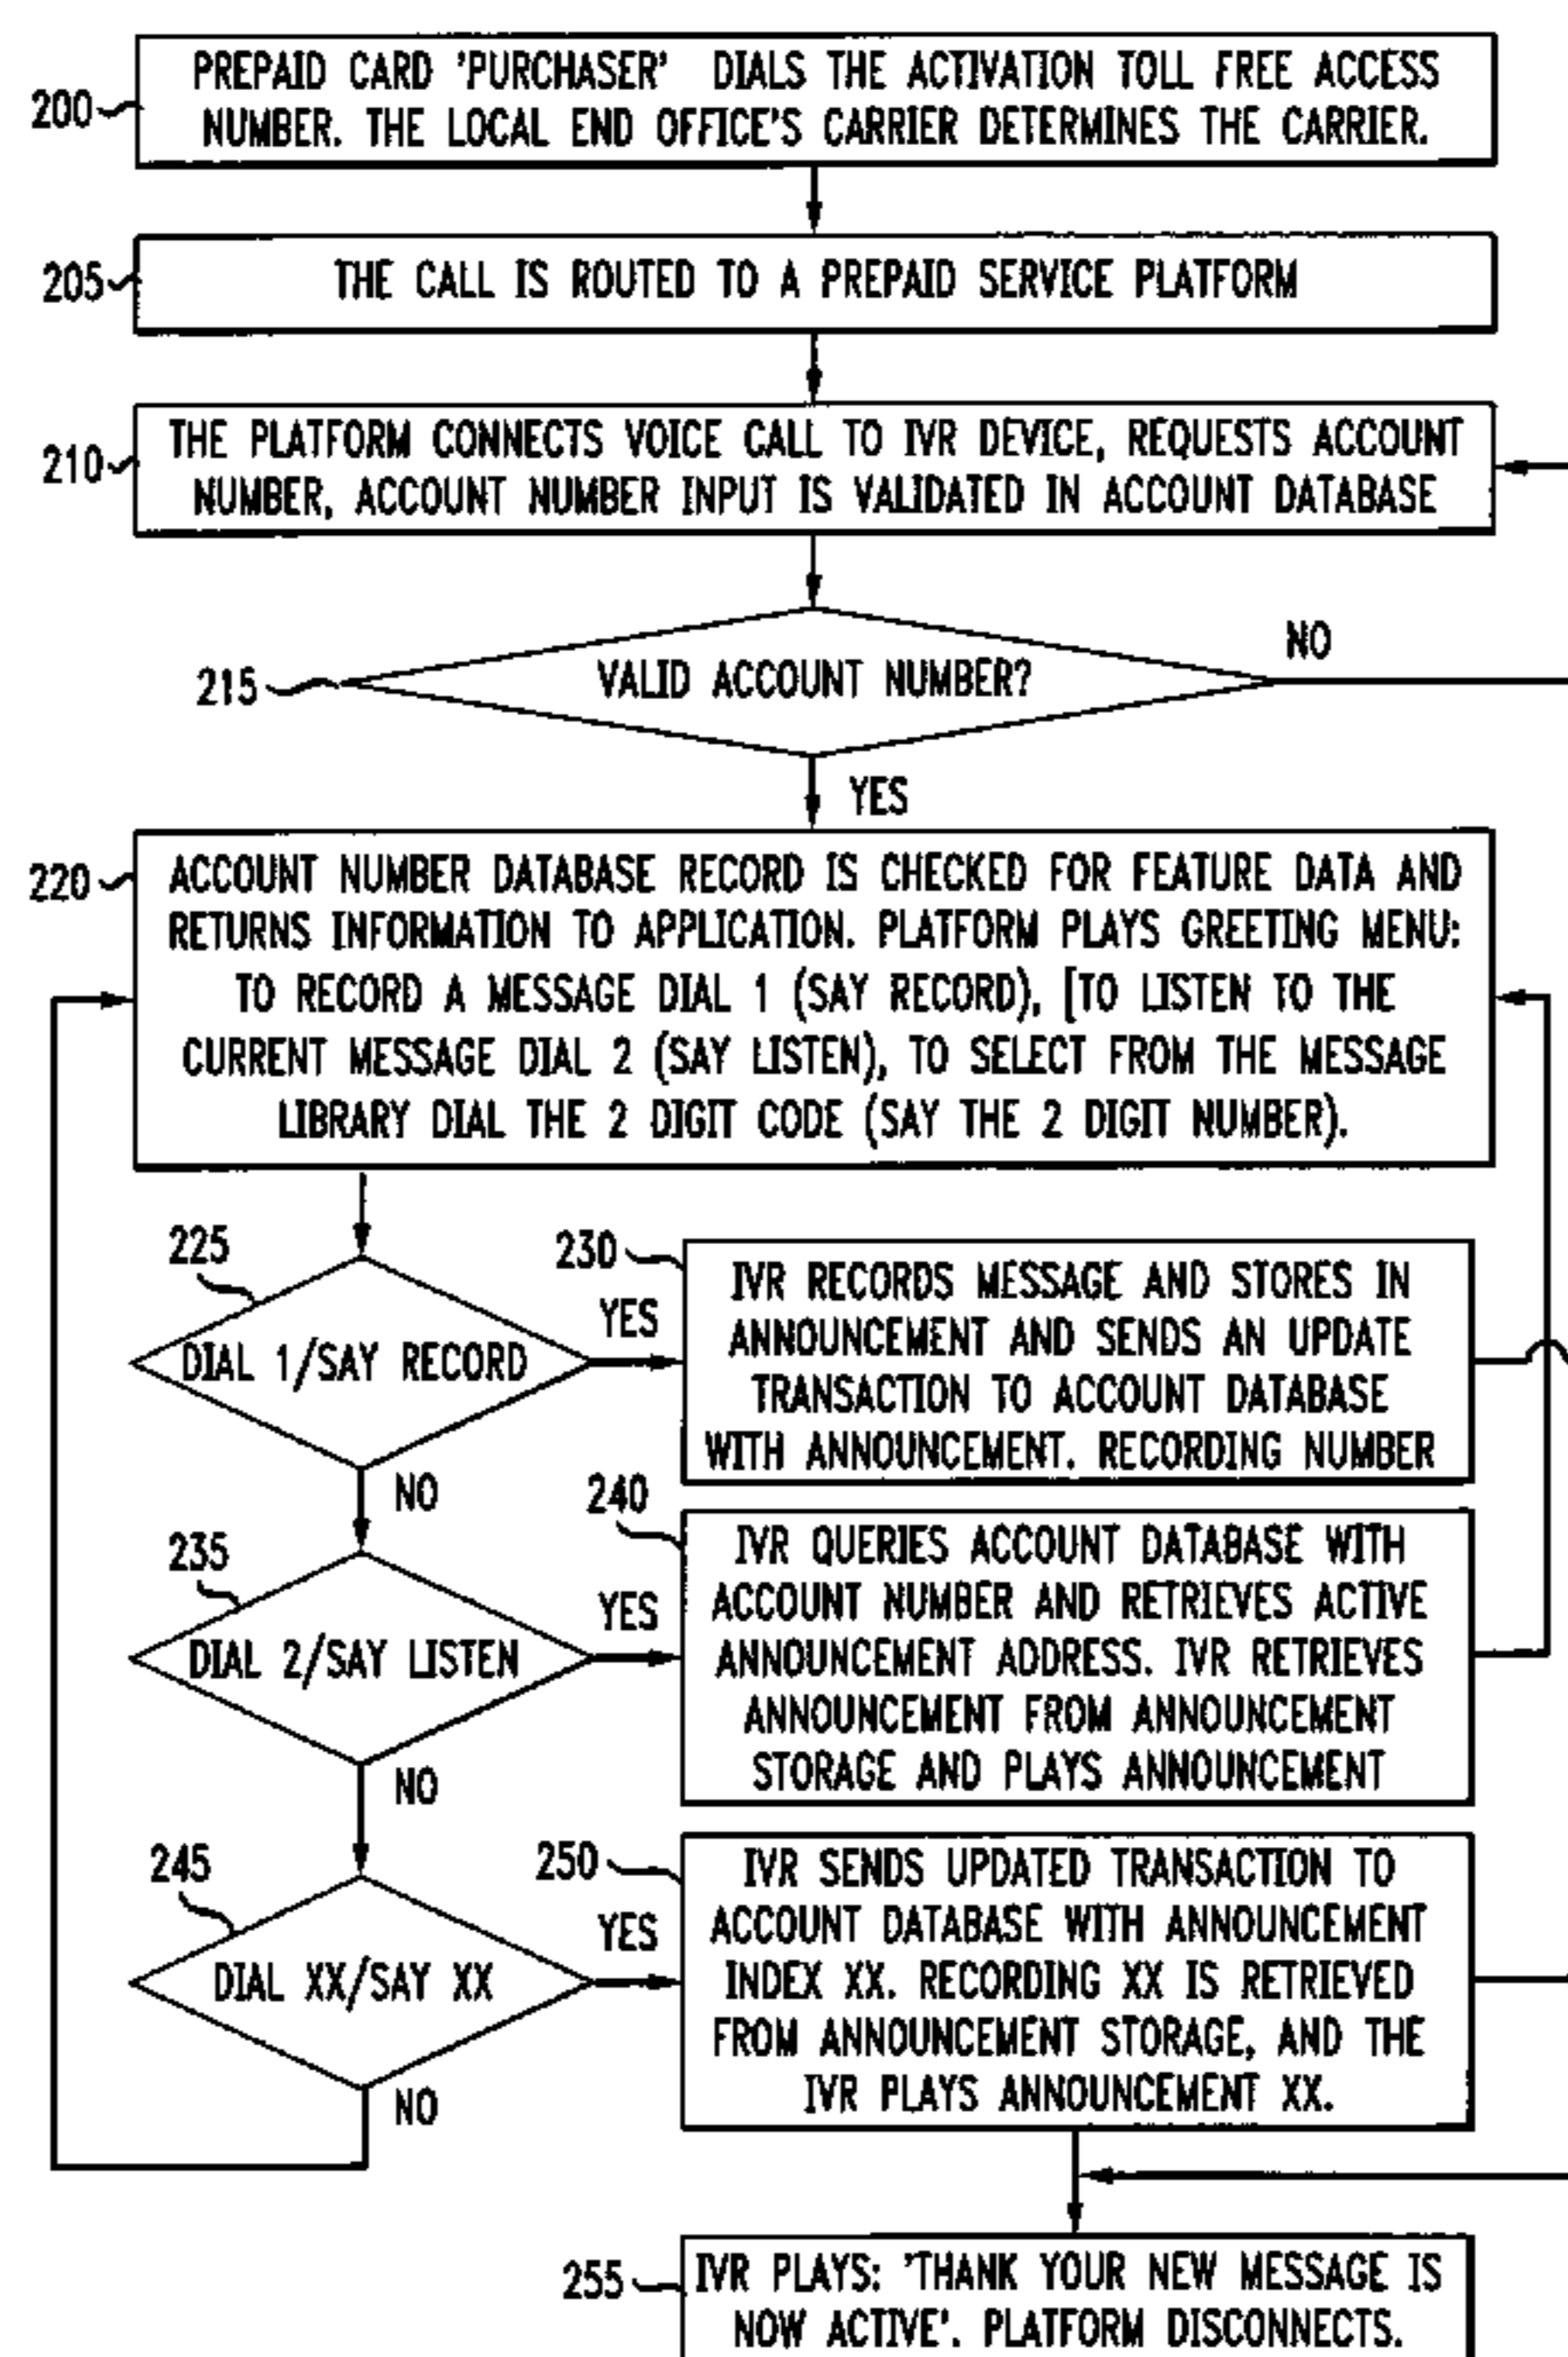 200
PREPAID CARD 'PURCHASER' DIALS THE ACTIVATION TOLL FREE ACCESS
NUMBER. THE LOCAL END OFFICE'S CARRIER DETERMINES THE CARRIER.
205
THE CALL IS ROUTED TO A PREPAID SERVICE PLATFORM
210
THE PLATFORM CONNECTS VOICE CALL TO IVR DEVICE, REQUESTS ACCOUNT
NUMBER, ACCOUNT NUMBER INPUT IS VALIDATED IN ACCOUNT DATABASE
215
VALID ACCOUNT NUMBER?
NO
YES
220
ACCOUNT NUMBER DATABASE RECORD IS CHECKED FOR FEATURE DATA AND
RETURNS INFORMATION TO APPLICATION. PLATFORM PLAYS GREETING MENU:
TO RECORD A MESSAGE DIAL 1 (SAY RECORD), [TO LISTEN TO THE
CURRENT MESSAGE DIAL 2 (SAY LISTEN), TO SELECT FROM THE MESSAGE
LIBRARY DIAL THE 2 DIGIT CODE (SAY THE 2 DIGIT NUMBER).
225
DIAL 1/SAY RECORD
YES
NO
230
IVR RECORDS MESSAGE AND STORES IN
ANNOUNCEMENT AND SENDS AN UPDATE
TRANSACTION TO ACCOUNT DATABASE
WITH ANNOUNCEMENT. RECORDING NUMBER
235
DIAL 2/SAY LISTEN
YES
NO
240
IVR QUERIES ACCOUNT DATABASE WITH
ACCOUNT NUMBER AND RETRIEVES ACTIVE
ANNOUNCEMENT ADDRESS. IVR RETRIEVES
ANNOUNCEMENT FROM ANNOUNCEMENT
STORAGE AND PLAYS ANNOUNCEMENT
245
DIAL XX/SAY XX
YES
NO
250
IVR SENDS UPDATED TRANSACTION TO
ACCOUNT DATABASE WITH ANNOUNCEMENT
INDEX XX. RECORDING XX IS RETRIEVED
FROM ANNOUNCEMENT STORAGE, AND THE
IVR PLAYS ANNOUNCEMENT XX.
255
IVR PLAYS: 'THANK YOUR NEW MESSAGE IS
NOW ACTIVE'. PLATFORM DISCONNECTS.